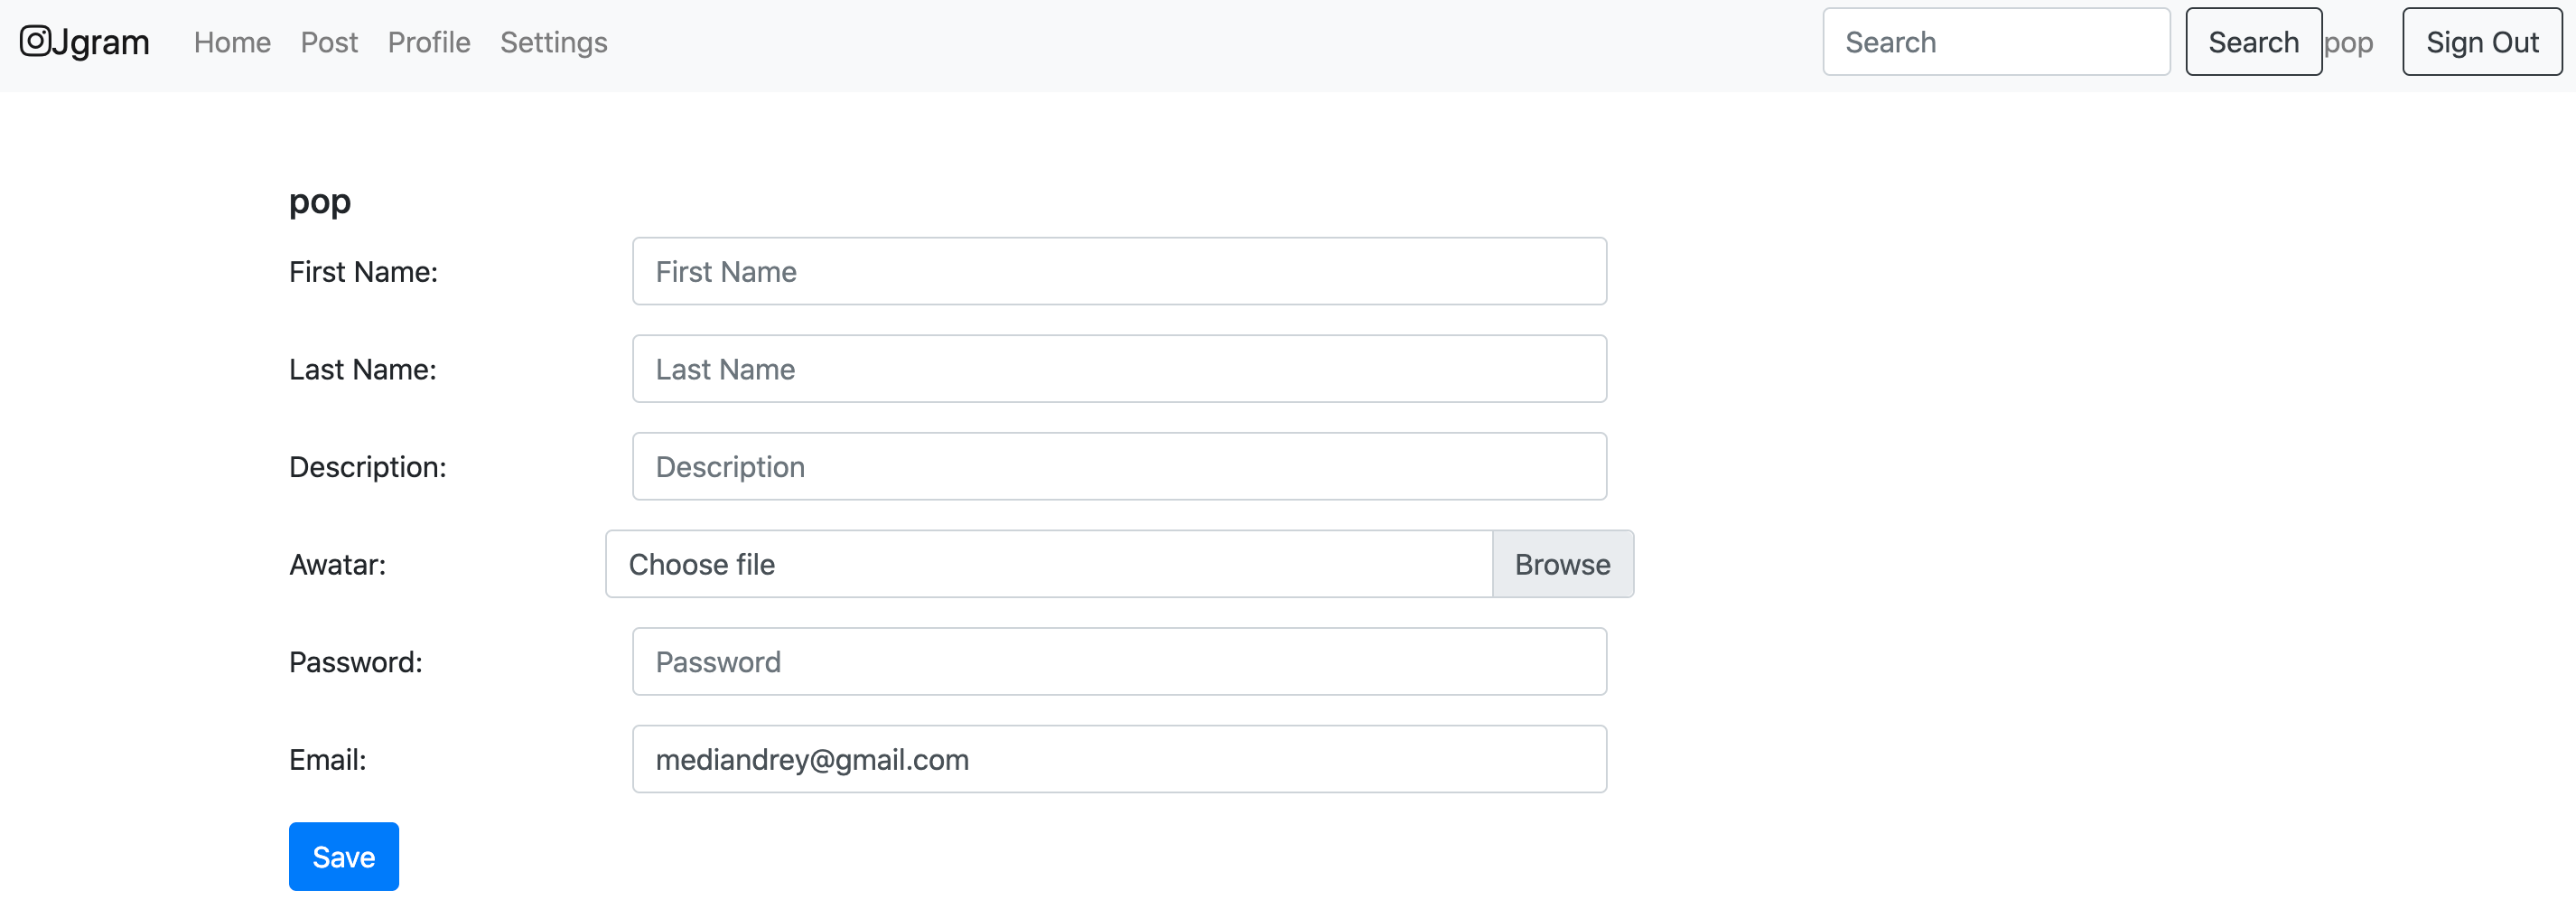 Jgram Home Post Profile Settings Search Search pop Sign Out
pop
First Name: First Name
Last Name: Last Name
Description: Description
Awatar: Choose file Browse
Password: Password
Email: mediandrey@gmail.com
Save